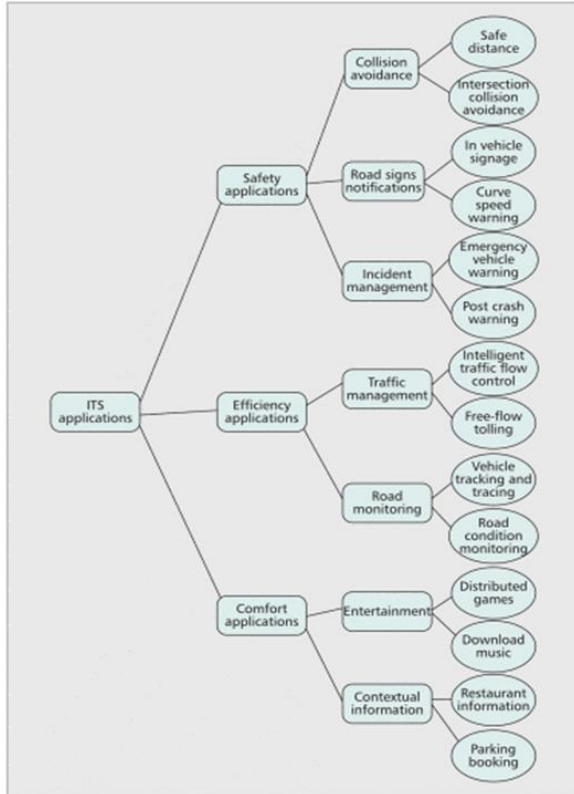 Collision
avoidance
Safe
distance
Intersection
collision
avoidance
Safety
applications
Road signs
notifications
In vehicle
signage
Curve
speed
warning
Incident
management
Emergency
vehicle
warning
Post crash
warning
ITS
applications
Efficiency
applications
Traffic
management
Intelligent
traffic flow
control
Free-flow
tolling
Road
monitoring
Vehicle
tracking and
tracing
Road
condition
monitoring
Comfort
applications
Entertainment
Distributed
games
Download
music
Contextual
information
Restaurant
information
Parking
booking